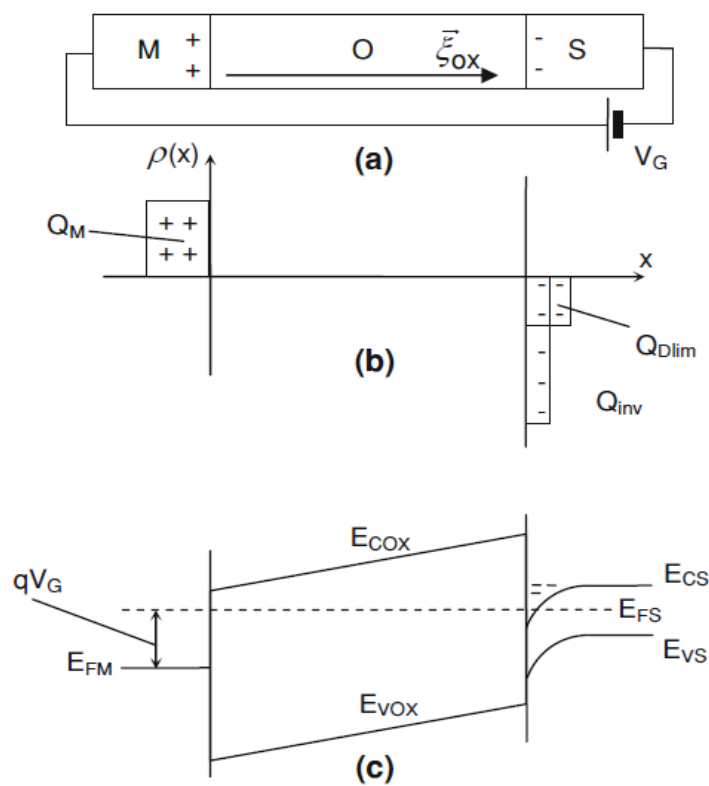 M + O ξ⃗ox - S
+ -
(a) VG
ρ(x)
QM + + x
+ + - -
- -
QDlim
(b) -
- Qinv
-
ECOX
qVG ECS
EFS
EFM EVS
EVOX
(c)